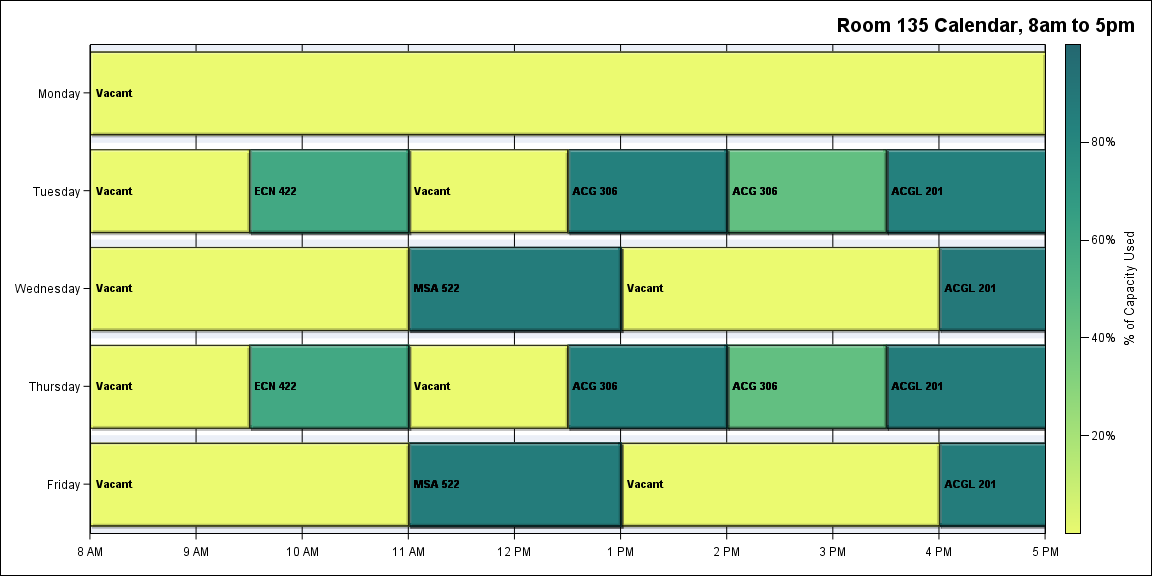 Room 135 Calendar, 8am to 5pm
Monday
Vacant
Tuesday
Vacant
ECN 422
Vacant
ACG 306
ACG 306
ACGL 201
Wednesday
Vacant
MSA 522
Vacant
ACGL 201
Thursday
Vacant
ECN 422
Vacant
ACG 306
ACG 306
ACGL 201
Friday
Vacant
MSA 522
Vacant
ACGL 201
8 AM
9 AM
10 AM
11 AM
12 PM
1 PM
2 PM
3 PM
4 PM
5 PM
80%
60%
40%
20%
% of Capacity Used